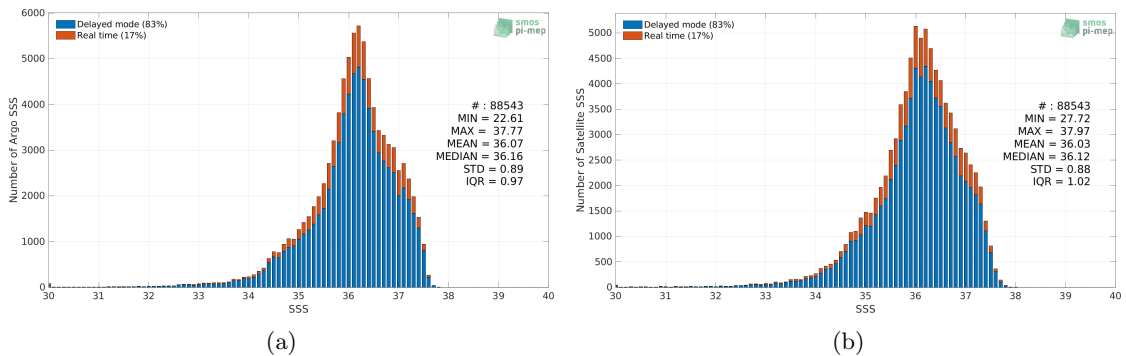 Delayed mode (83%)
Real time (17%)
smos
pi-mep
6000
5000
4000
3000
2000
1000
0
Number of Argo SSS
# : 88543
MIN = 22.61
MAX = 37.77
MEAN = 36.07
MEDIAN = 36.16
STD = 0.89
IQR = 0.97
30 31 32 33 34 35 36 37 38 39 40
SSS
(a)
Delayed mode (83%)
Real time (17%)
smos
pi-mep
5000
4500
4000
3500
3000
2500
2000
1500
1000
500
0
Number of Satellite SSS
# : 88543
MIN = 27.72
MAX = 37.97
MEAN = 36.03
MEDIAN = 36.12
STD = 0.88
IQR = 1.02
30 31 32 33 34 35 36 37 38 39 40
SSS
(b)